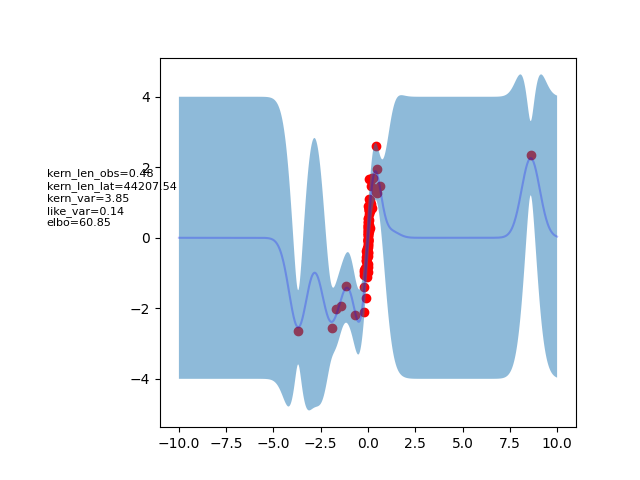 4
2
0
−2
−4
kern_len_obs=0.48
kern_len_lat=44207.54
kern_var=3.85
like_var=0.14
elbo=60.85
−10.0 −7.5 −5.0 −2.5 0.0 2.5 5.0 7.5 10.0